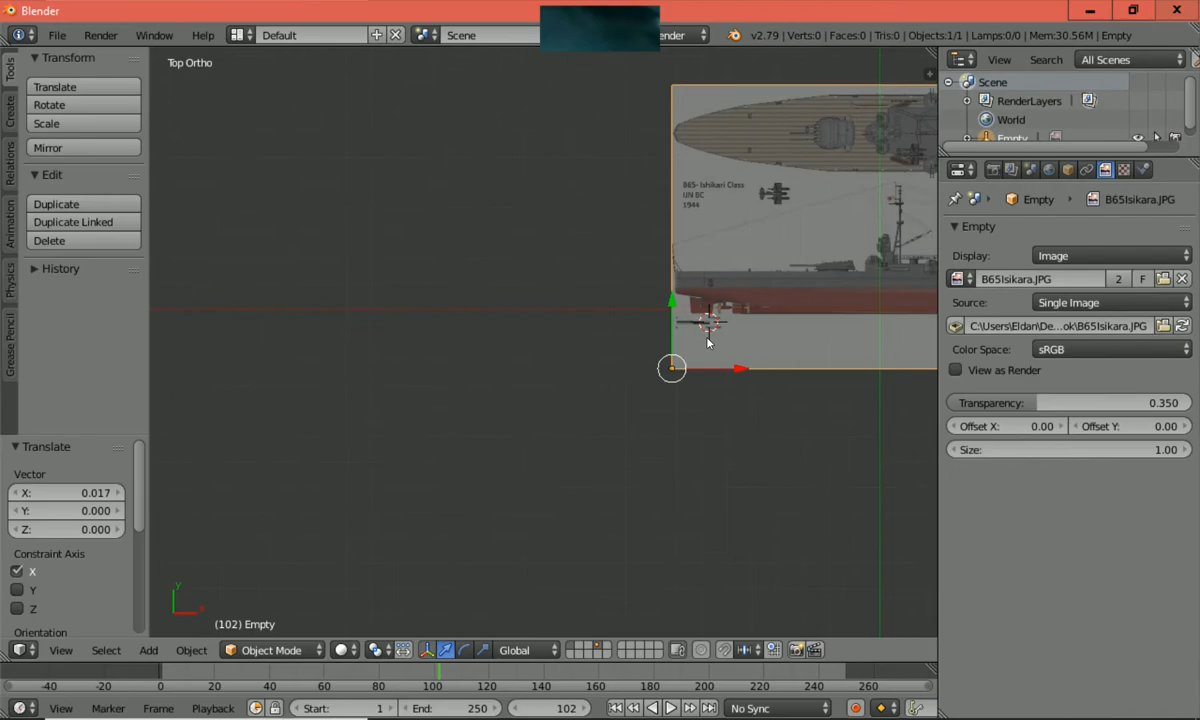 Blender
File Render Window Help Default Scene ender v2.79 | Verts:0 | Faces:0 | Tris:0 | Objects:1/1 | Lamps:0/0 | Mem:30.56M | Empty
Tools
Create
Relations
Animation
Physics
Grease Pencil
Transform
Translate
Rotate
Scale
Mirror
Edit
Duplicate
Duplicate Linked
Delete
History
Translate
Vector
X: 0.017
Y: 0.000
Z: 0.000
Constraint Axis
X
Y
Z
Orientation
Top Ortho
B65- Ishikari Class
IJN BC
1944
y
x
(102) Empty
View Select Add Object Object Mode Global
-40 -20 0 20 40 60 80 100 120 140 160 180 200 220 240 260
View Marker Frame Playback Start: 1 End: 250 102 No Sync
View Search All Scenes
Scene
RenderLayers
World
Empty
Empty B65Isikara.JPG
Empty
Display: Image
B65Isikara.JPG 2 F
Source: Single Image
C:\Users\Eldan\De...ok\B65Isikara.JPG
Color Space: sRGB
View as Render
Transparency: 0.350
Offset X: 0.00 Offset Y: 0.00
Size: 1.00